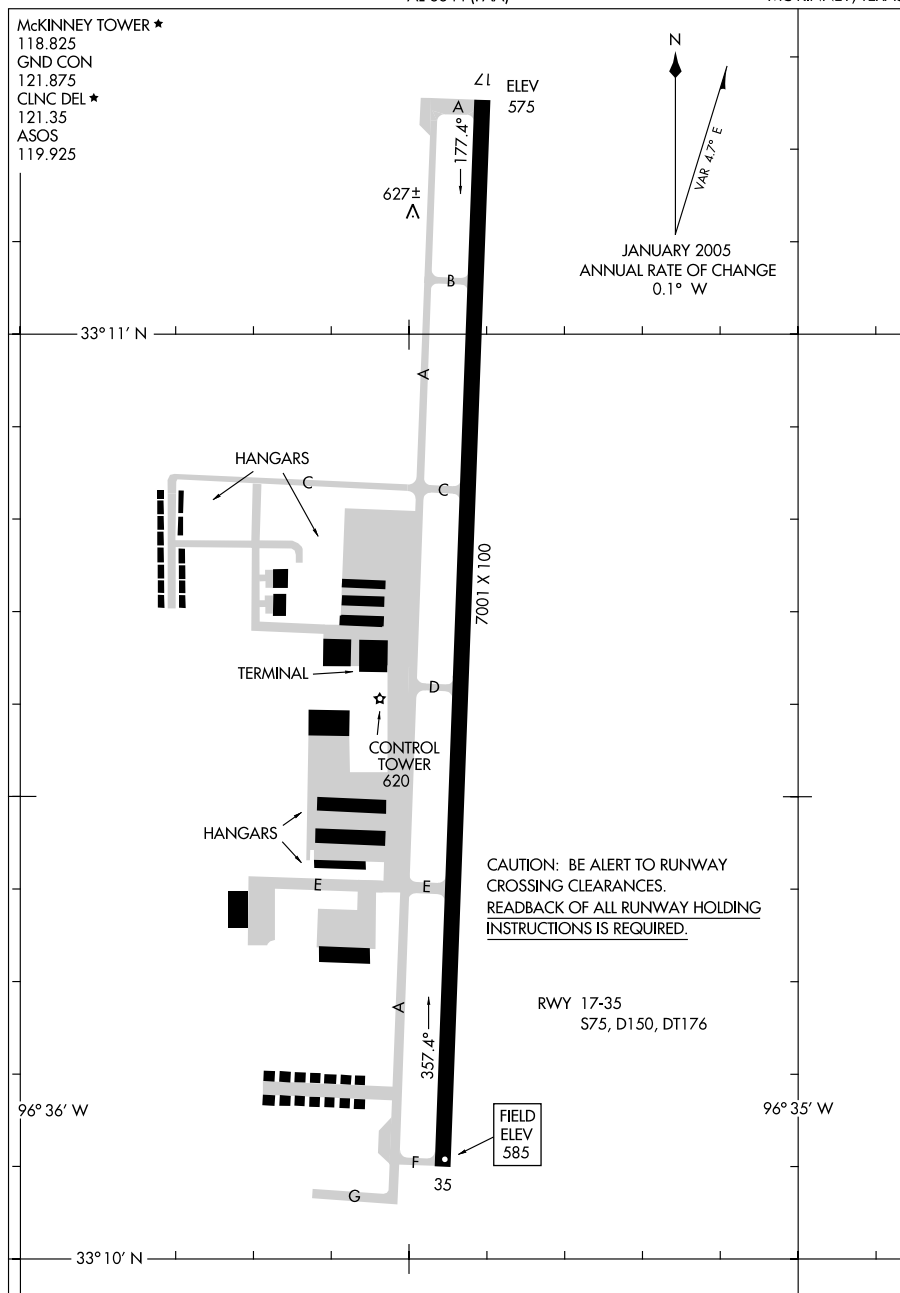 McKINNEY TOWER ★
118.825
GND CON
121.875
CLNC DEL ★
121.35
ASOS
119.925
17
ELEV
575
A
177.4°
N
VAR 4.7° E
JANUARY 2005
ANNUAL RATE OF CHANGE
0.1° W
627±
B
33°11' N
A
HANGARS
C
C
7001 X 100
TERMINAL
D
CONTROL
TOWER
620
HANGARS
E
E
CAUTION: BE ALERT TO RUNWAY
CROSSING CLEARANCES.
READBACK OF ALL RUNWAY HOLDING
INSTRUCTIONS IS REQUIRED.
A
357.4°
RWY 17-35
S75, D150, DT176
96° 36' W
96° 35' W
FIELD
ELEV
585
F
35
G
33°10' N